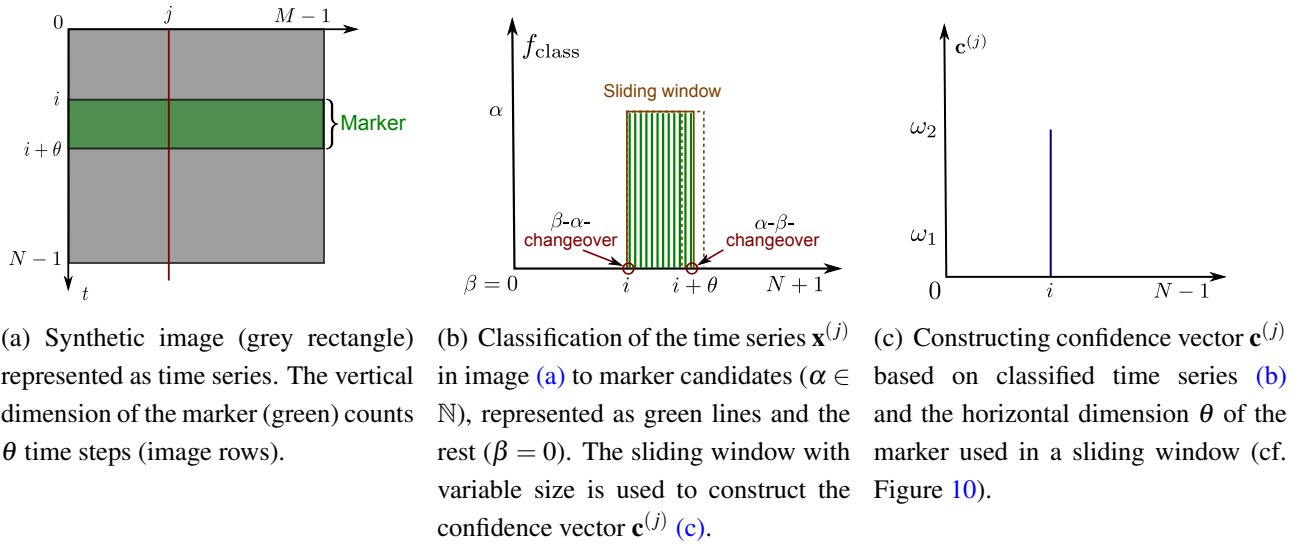 0
j
M − 1
i
Marker
i + θ
N − 1
t
f_class
Sliding window
α
β-α-
changeover
α-β-
changeover
β = 0
i
i + θ
N + 1
c^(j)
ω₂
ω₁
0
i
N − 1
(a) Synthetic image (grey rectangle)
represented as time series. The vertical
dimension of the marker (green) counts
θ time steps (image rows).
(b) Classification of the time series x^(j)
in image (a) to marker candidates (α ∈
ℕ), represented as green lines and the
rest (β = 0). The sliding window with
variable size is used to construct the
confidence vector c^(j) (c).
(c) Constructing confidence vector c^(j)
based on classified time series (b)
and the horizontal dimension θ of the
marker used in a sliding window (cf.
Figure 10).